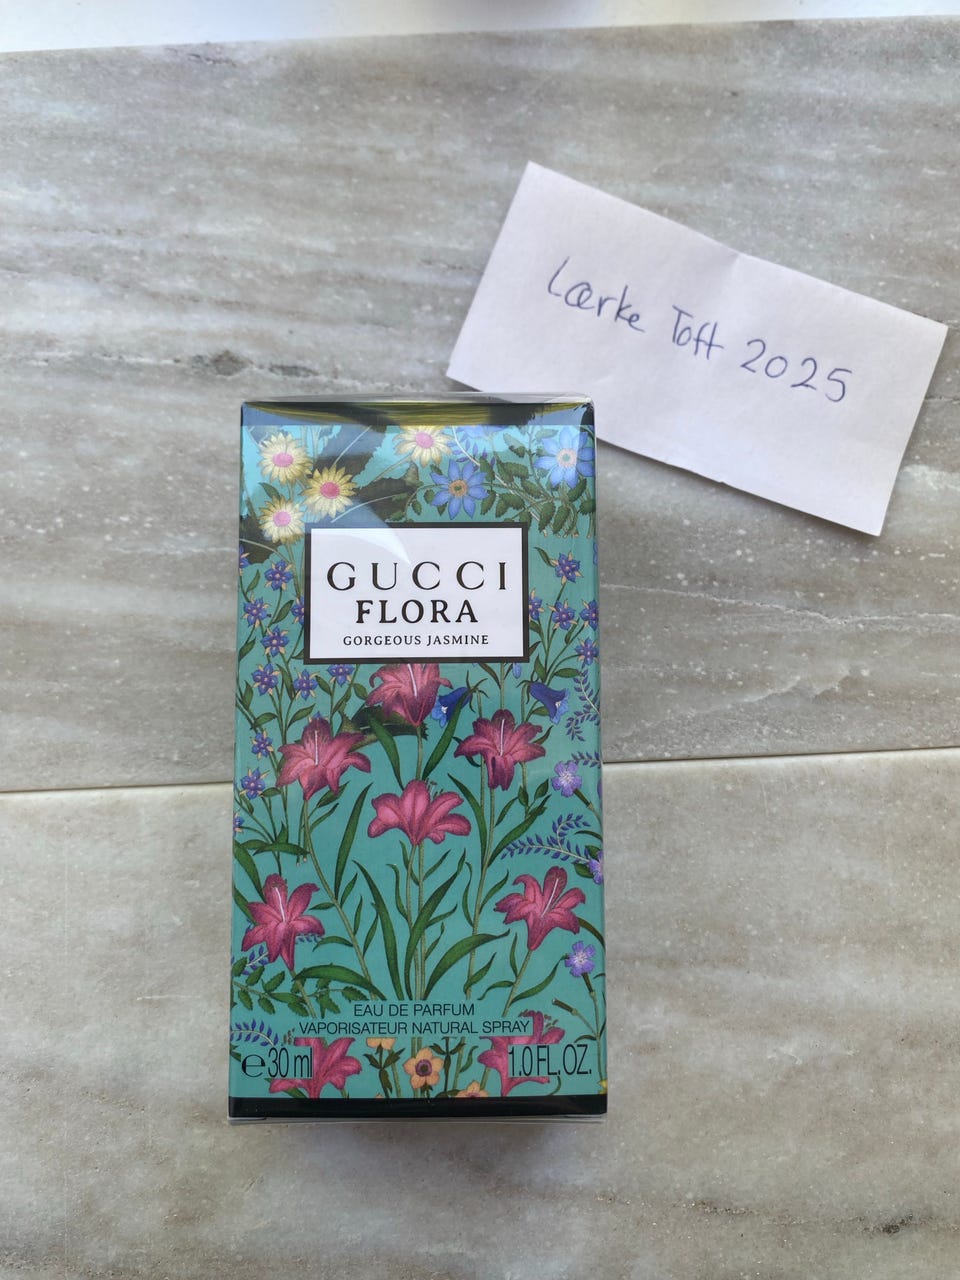 Lærke Toft 2025
GUCCI
FLORA
GORGEOUS JASMINE
EAU DE PARFUM
VAPORISATEUR NATURAL SPRAY
℮30 ml 1.0 FL.OZ.